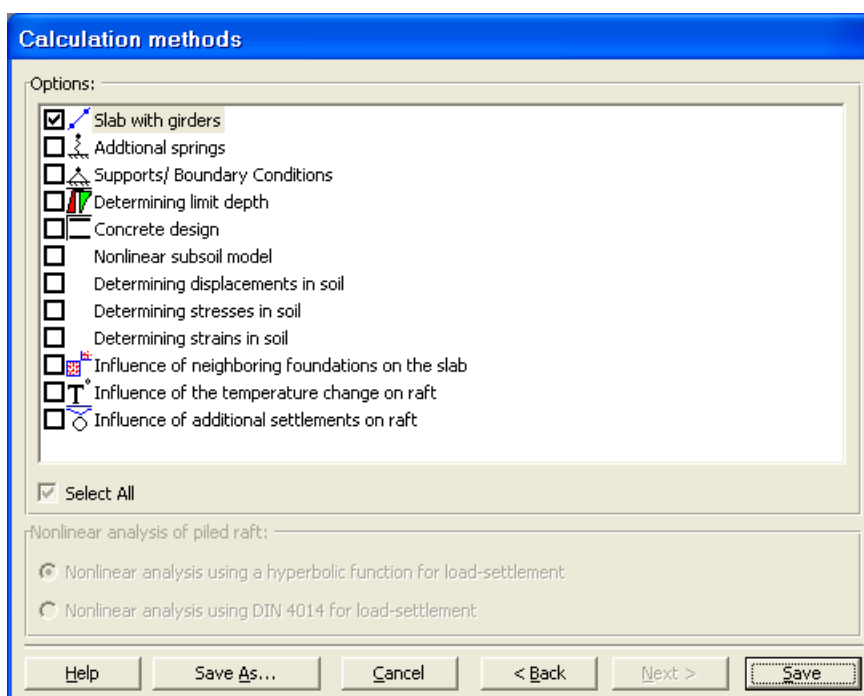 Calculation methods
Options:
Slab with girders
Addtional springs
Supports/ Boundary Conditions
Determining limit depth
Concrete design
Nonlinear subsoil model
Determining displacements in soil
Determining stresses in soil
Determining strains in soil
Influence of neighboring foundations on the slab
T° Influence of the temperature change on raft
Influence of additional settlements on raft
Select All
Nonlinear analysis of piled raft:
Nonlinear analysis using a hyperbolic function for load-settlement
Nonlinear analysis using DIN 4014 for load-settlement
Help Save As... Cancel < Back Next > Save